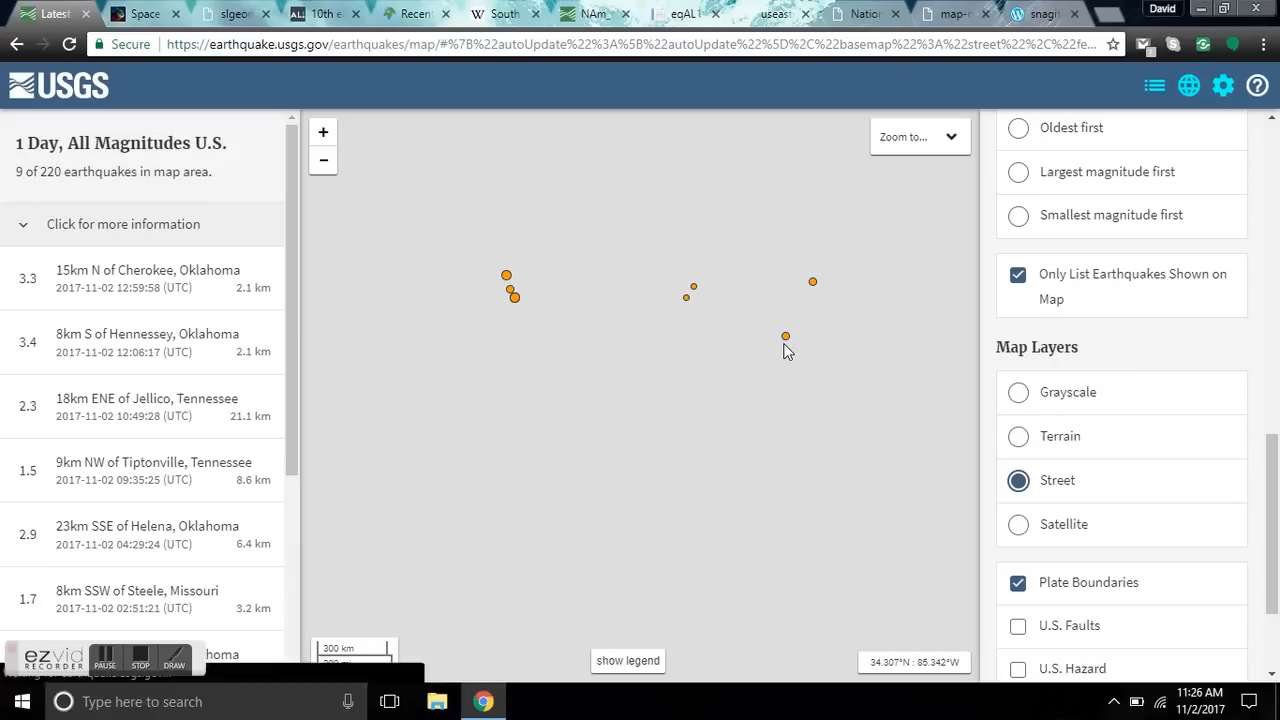 Latest
Space
slgeor
10th e
Recent
South
NAm_
eqAL1
useast
Nation
map-r
snagit
David
Secure
https://earthquake.usgs.gov/earthquakes/map/#%7B%22autoUpdate%22%3A%5B%22autoUpdate%22%5D%2C%22basemap%22%3A%22street%22%2C%22fe...
USGS
1 Day, All Magnitudes U.S.
9 of 220 earthquakes in map area.
Click for more information
3.3
15km N of Cherokee, Oklahoma
2017-11-02 12:59:58 (UTC)
2.1 km
3.4
8km S of Hennessey, Oklahoma
2017-11-02 12:06:17 (UTC)
2.1 km
2.3
18km ENE of Jellico, Tennessee
2017-11-02 10:49:28 (UTC)
21.1 km
1.5
9km NW of Tiptonville, Tennessee
2017-11-02 09:35:25 (UTC)
8.6 km
2.9
23km SSE of Helena, Oklahoma
2017-11-02 04:29:24 (UTC)
6.4 km
1.7
8km SSW of Steele, Missouri
2017-11-02 02:51:21 (UTC)
3.2 km
ezvid
RECORDER
PAUSE
STOP
DRAW
+
−
Zoom to...
300 km
show legend
34.307°N : 85.342°W
Oldest first
Largest magnitude first
Smallest magnitude first
Only List Earthquakes Shown on
Map
Map Layers
Grayscale
Terrain
Street
Satellite
Plate Boundaries
U.S. Faults
U.S. Hazard
Type here to search
11:26 AM
11/2/2017